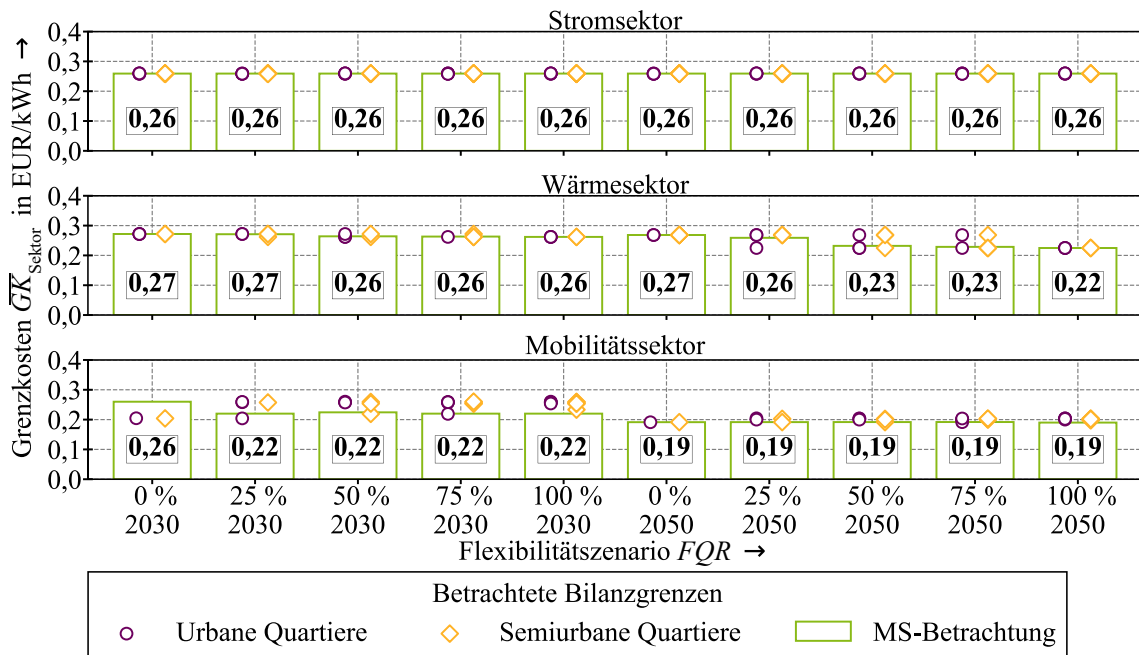 Stromsektor
Grenzkosten GK Sektor in EUR/kWh →
0,4
0,3
0,2
0,1
0,0
0,26 0,26 0,26 0,26 0,26 0,26 0,26 0,26 0,26 0,26
Wärmesektor
0,4
0,3
0,2
0,1
0,0
0,27 0,27 0,26 0,26 0,26 0,27 0,26 0,23 0,23 0,22
Mobilitätssektor
0,4
0,3
0,2
0,1
0,0
0,26 0,22 0,22 0,22 0,22 0,19 0,19 0,19 0,19 0,19
0 % 25 % 50 % 75 % 100 % 0 % 25 % 50 % 75 % 100 %
2030 2030 2030 2030 2030 2050 2050 2050 2050 2050
Flexibilitätszenario FQR →
Betrachtete Bilanzgrenzen
Urbane Quartiere Semiurbane Quartiere MS-Betrachtung